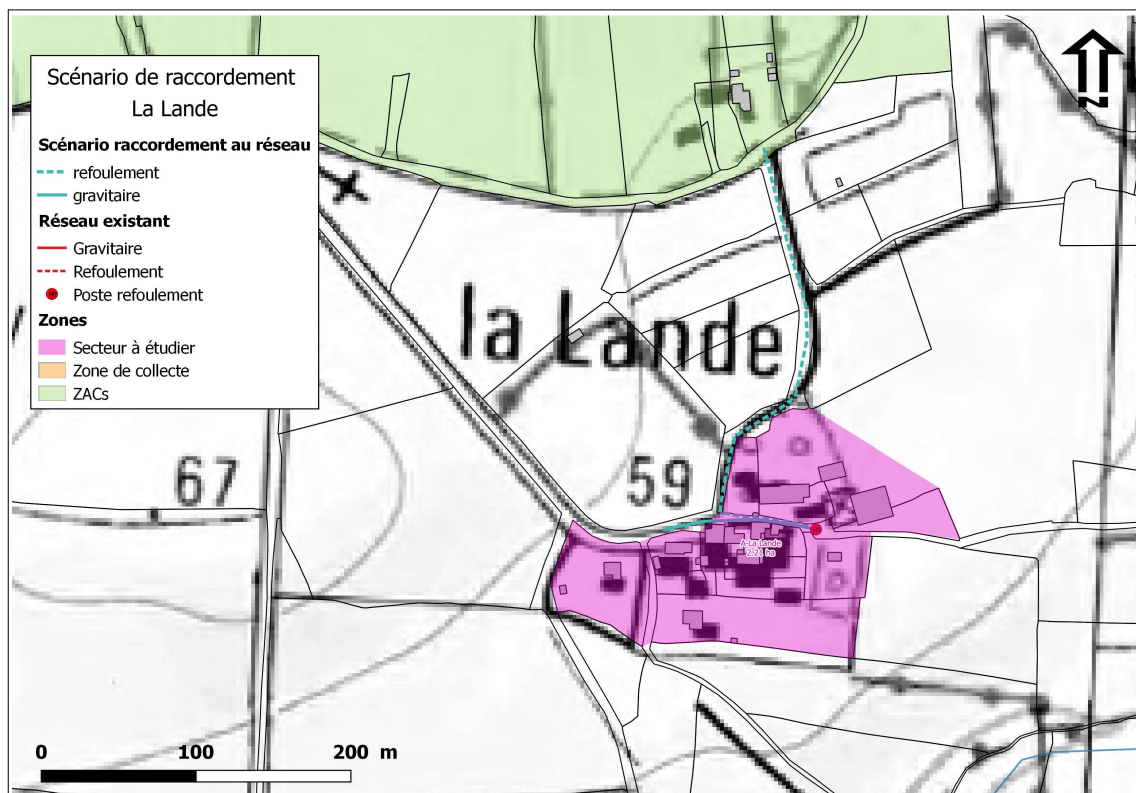 Scénario de raccordement
La Lande
Scénario raccordement au réseau
refoulement
gravitaire
Réseau existant
Gravitaire
Refoulement
Poste refoulement
Zones
Secteur à étudier
Zone de collecte
ZACs
N
la Lande
67
59
A-La Lande
2.21 ha
0 100 200 m